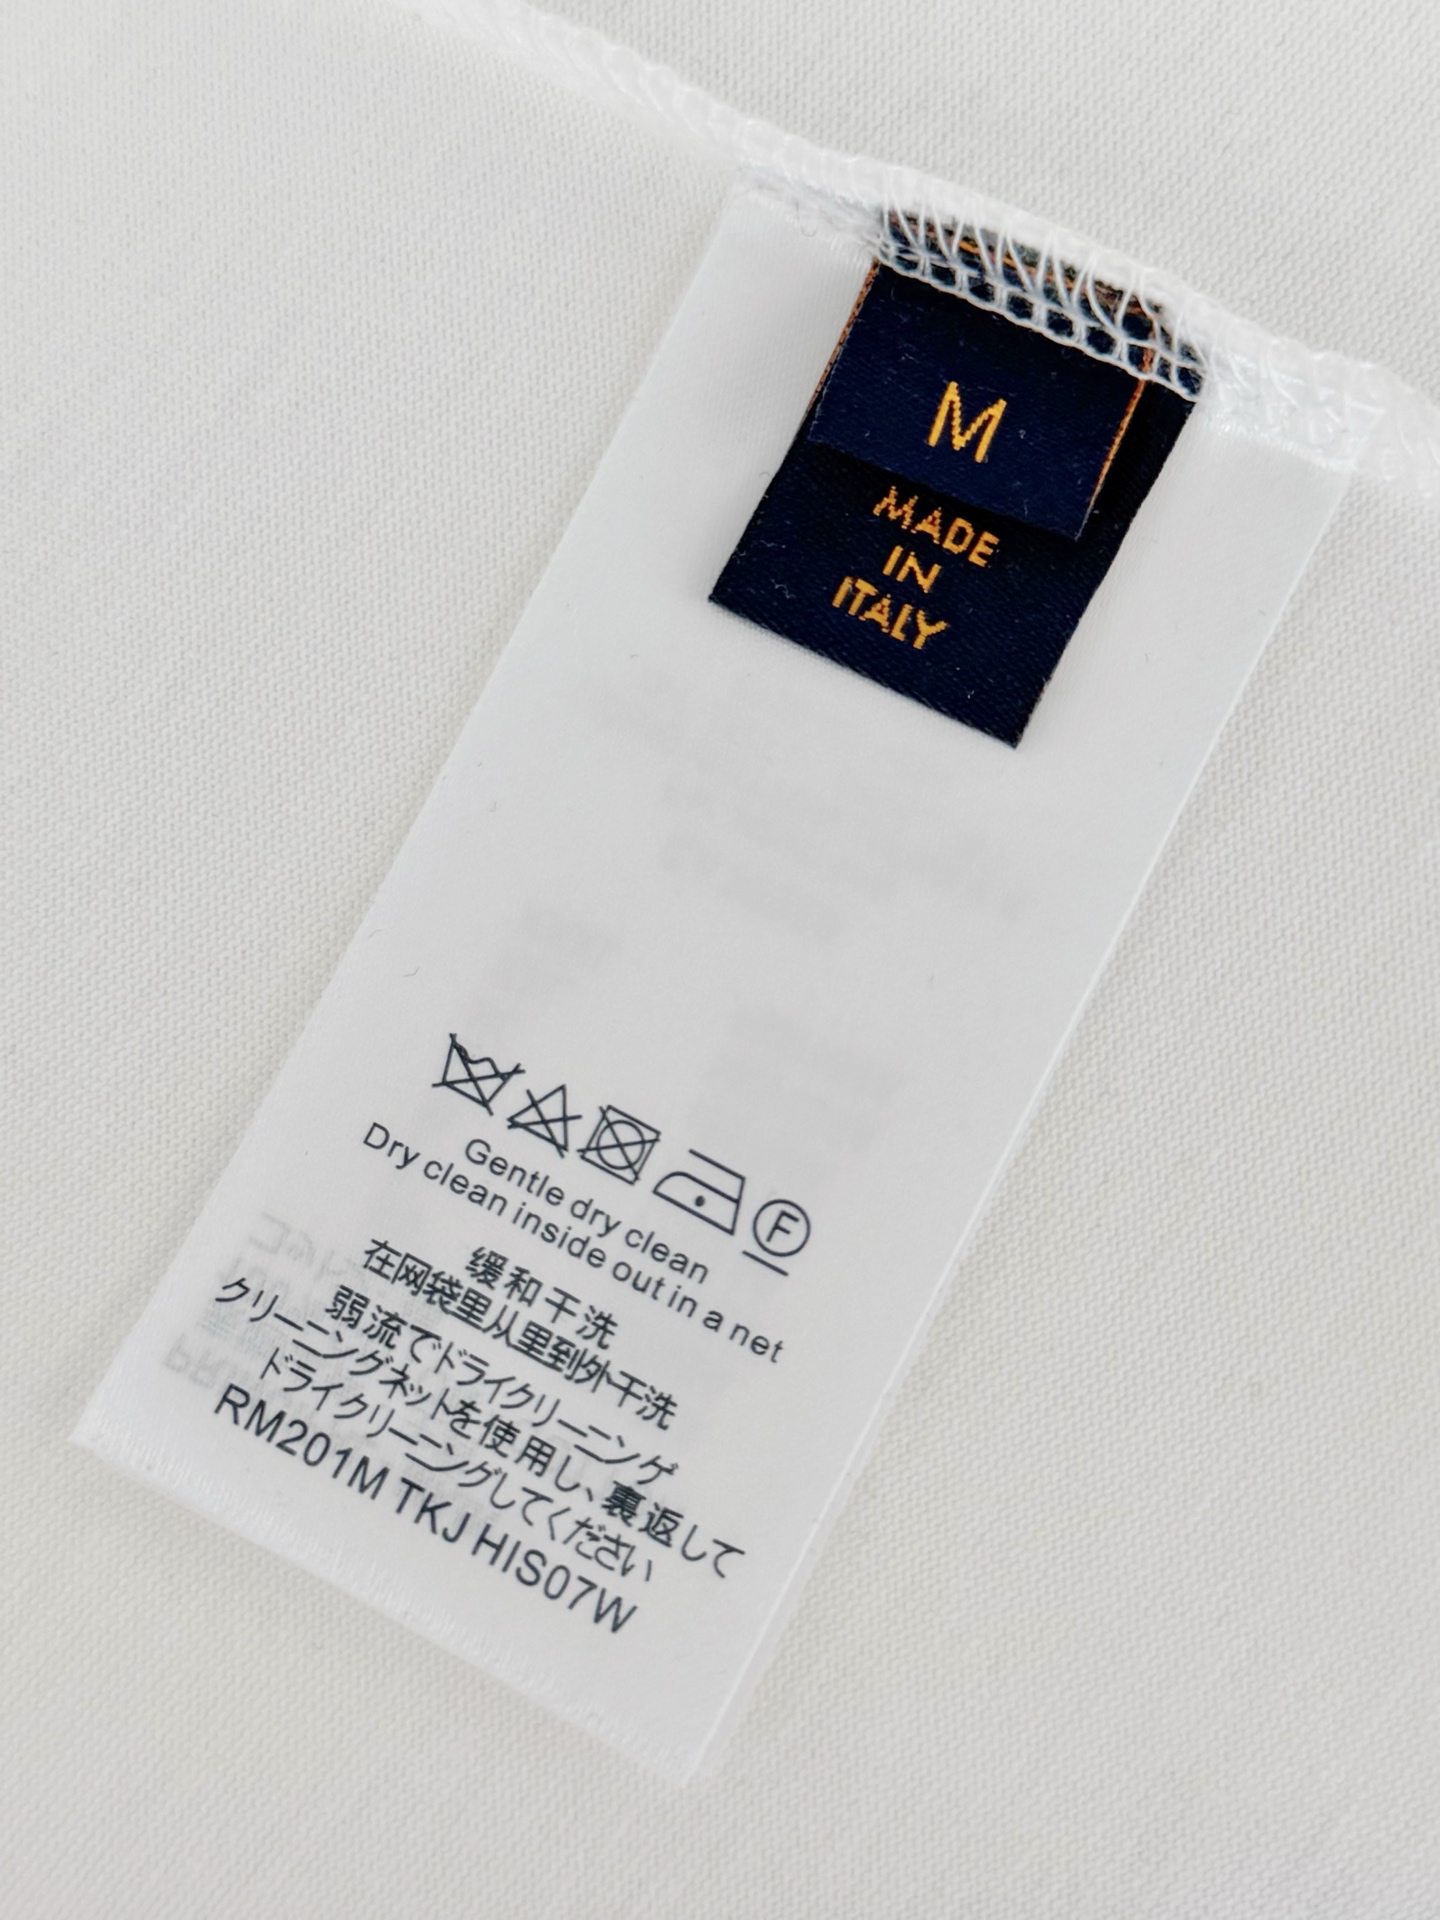 M
MADE
IN
ITALY
F
Gentle dry clean
Dry clean inside out in a net
缓和干洗
在网袋里从里到外干洗
弱流でドライクリーニング
クリーニングネットを使用し、裏返して
ドライクリーニングしてください
RM201M TKJ HIS07W